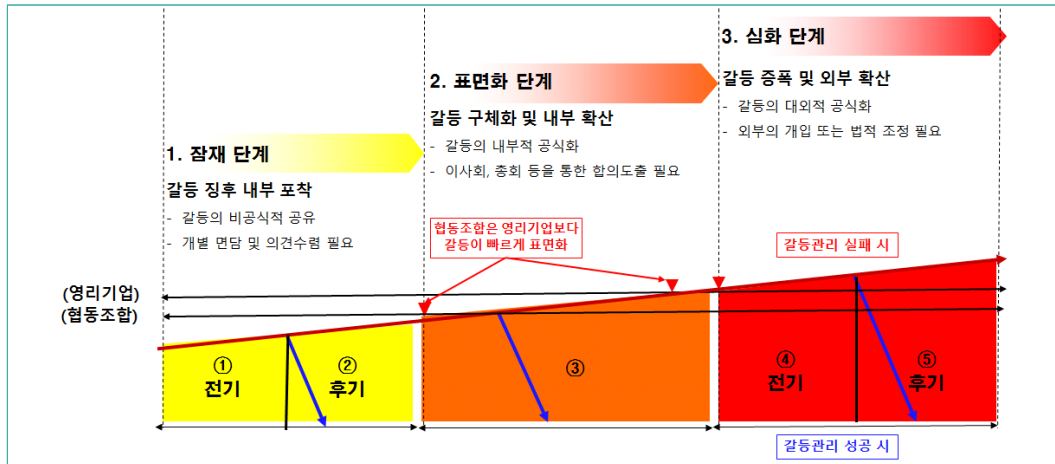 1. 잠재 단계
갈등 징후 내부 포착
- 갈등의 비공식적 공유
- 개별 면담 및 의견수렴 필요
2. 표면화 단계
갈등 구체화 및 내부 확산
- 갈등의 내부적 공식화
- 이사회, 총회 등을 통한 합의도출 필요
3. 심화 단계
갈등 증폭 및 외부 확산
- 갈등의 대외적 공식화
- 외부의 개입 또는 법적 조정 필요
협동조합은 영리기업보다
갈등이 빠르게 표면화
갈등관리 실패 시
(영리기업)
(협동조합)
①
전기
②
후기
③
④
전기
⑤
후기
갈등관리 성공 시